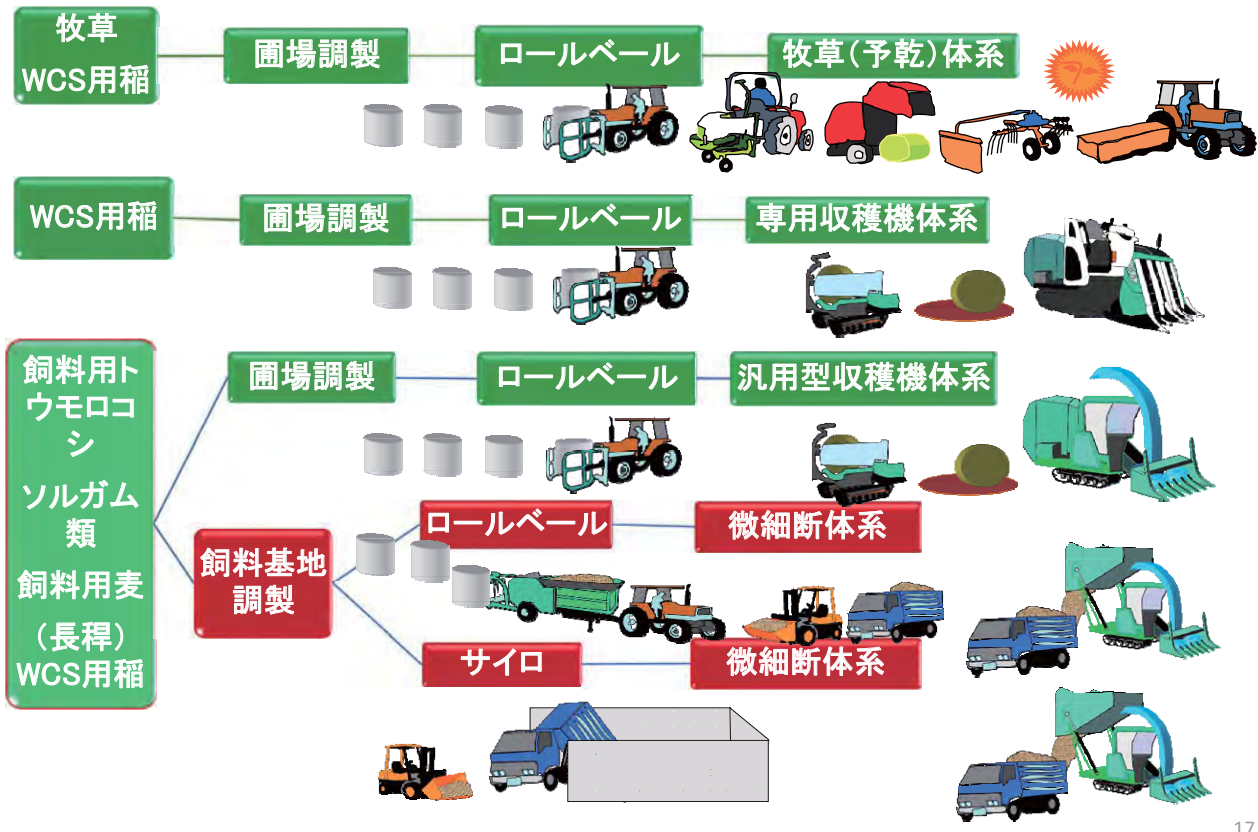 牧草
WCS用稲
圃場調製
ロールベール
牧草(予乾)体系
WCS用稲
圃場調製
ロールベール
専用収穫機体系
飼料用ト
ウモロコ
シ
ソルガム
類
飼料用麦
(長稈)
WCS用稲
圃場調製
ロールベール
汎用型収穫機体系
飼料基地
調製
ロールベール
微細断体系
サイロ
微細断体系
17